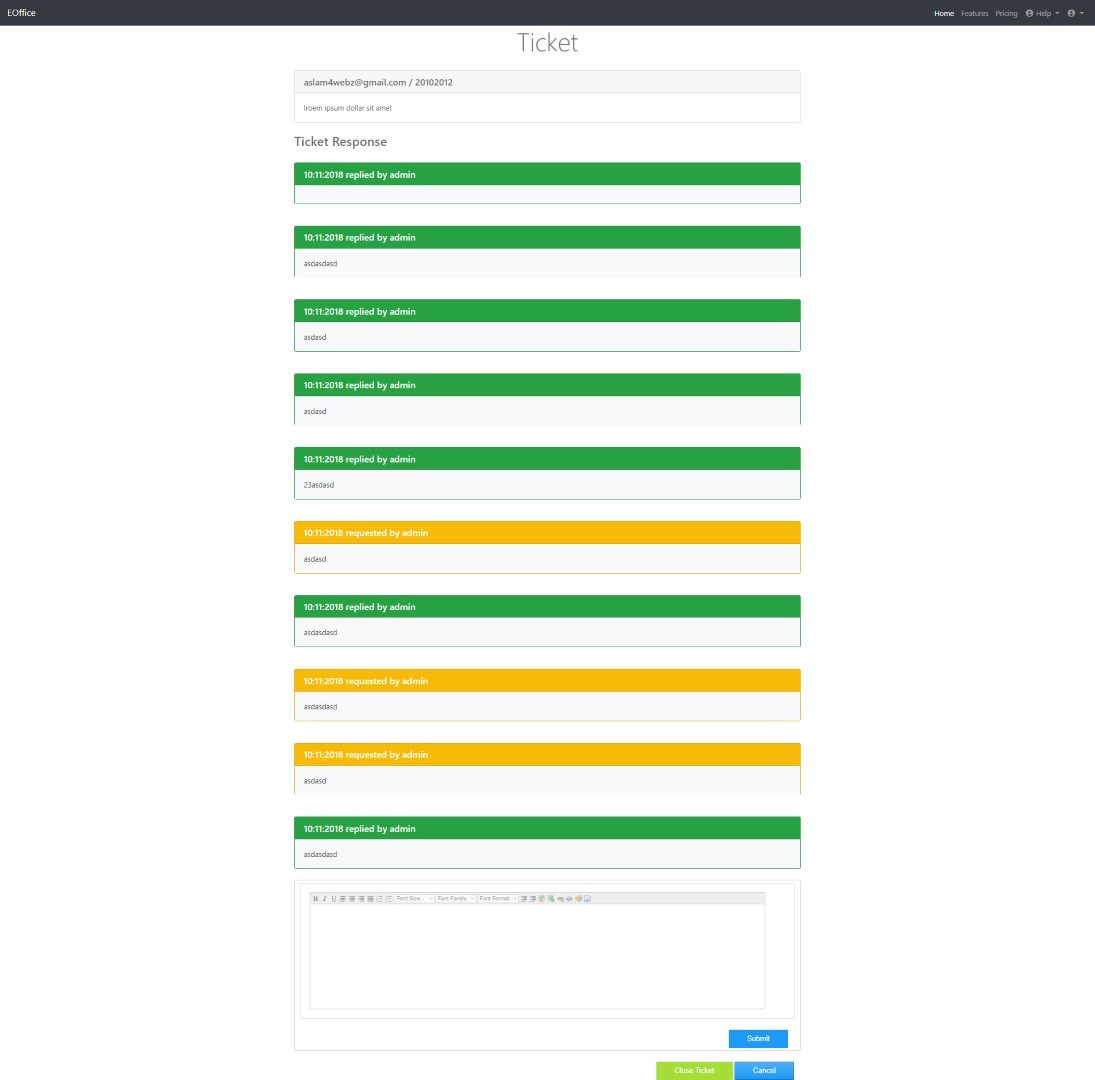 EOffice
Home Features Pricing Help
Ticket
aslam4webz@gmail.com / 20102012
lroem ipsum dollar sit amet
Ticket Response
10:11:2018 replied by admin
10:11:2018 replied by admin
asdasdasd
10:11:2018 replied by admin
asdasd
10:11:2018 replied by admin
asdasd
10:11:2018 replied by admin
23asdasd
10:11:2018 requested by admin
asdasd
10:11:2018 replied by admin
asdasdasd
10:11:2018 requested by admin
asdasdasd
10:11:2018 requested by admin
asdasd
10:11:2018 replied by admin
asdasdasd
B I U Font Size... Font Family. Font Format
Submit
Close Ticket Cancel